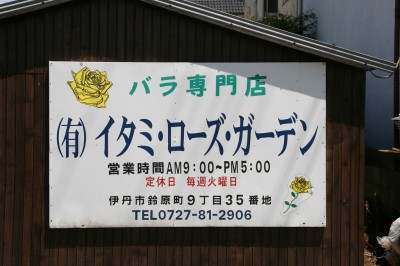 バラ専門店
(有)イタミ・ローズ・ガーデン
営業時間AM9:00~PM5:00
定休日 毎週火曜日
伊丹市鈴原町9丁目35番地
TEL0727-81-2906